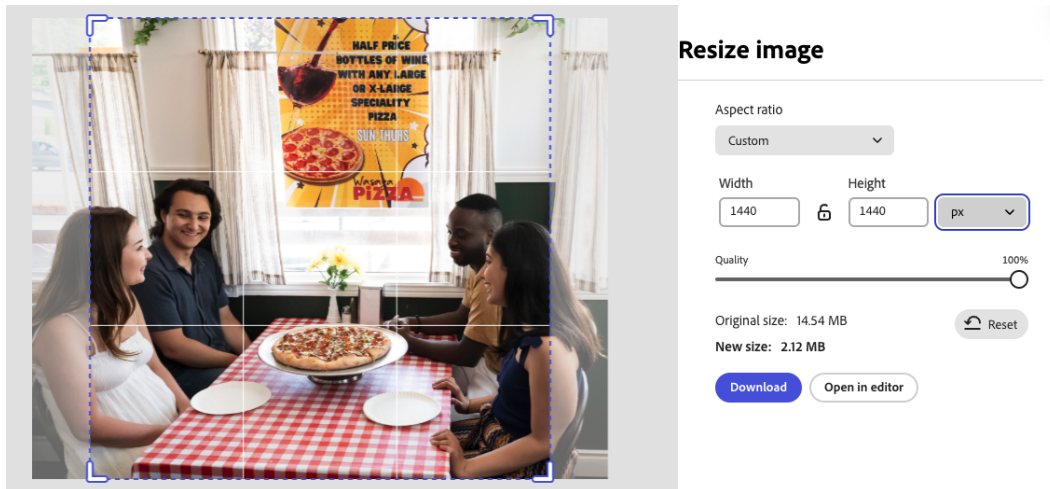 HALF PRICE
BOTTLES OF WINE
WITH ANY LARGE
OR X-LARGE
SPECIALITY
PIZZA
SUN-THURS
Wasaga
PiZZA
Resize image
Aspect ratio
Custom
Width Height
1440 1440 px
Quality 100%
Original size: 14.54 MB
Reset
New size: 2.12 MB
Download Open in editor